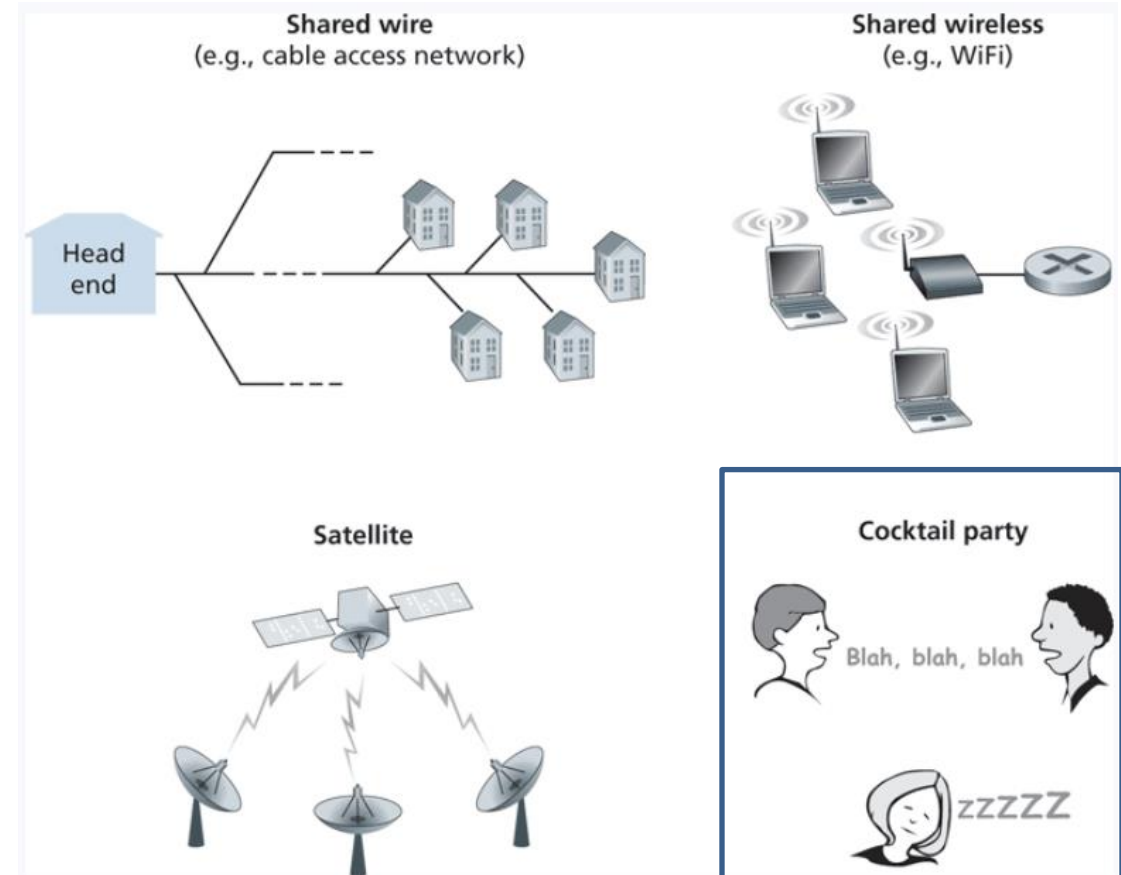 Shared wire
(e.g., cable access network)
Shared wireless
(e.g., WiFi)
Head
end
Satellite
Cocktail party
Blah, blah, blah
zzzzz